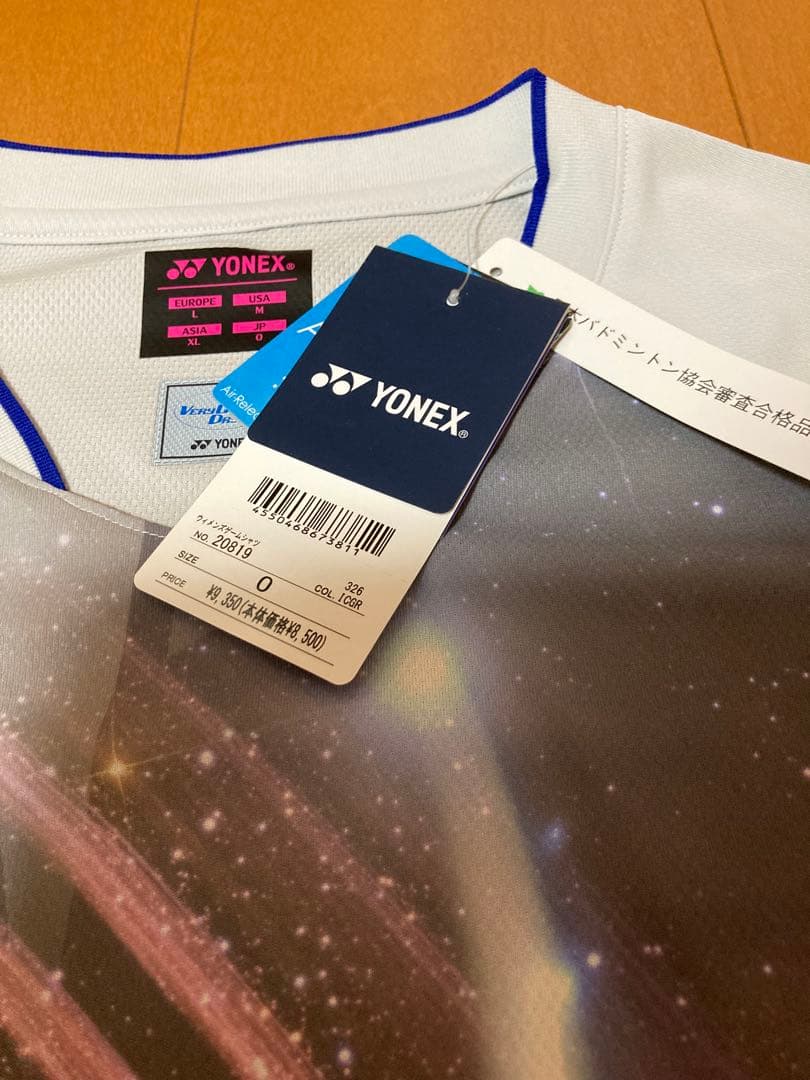 YONEX®
EUROPE
L
USA
M
ASIA
XL
JP
O
YONEX
Air Rele
YONEX®
バドミントン協会審査合格品
4550468673811
ウィメンズゲームシャツ
NO. 20819
SIZE
O
326
COL. ICGR
PRICE
¥9,350(本体価格¥8,500)